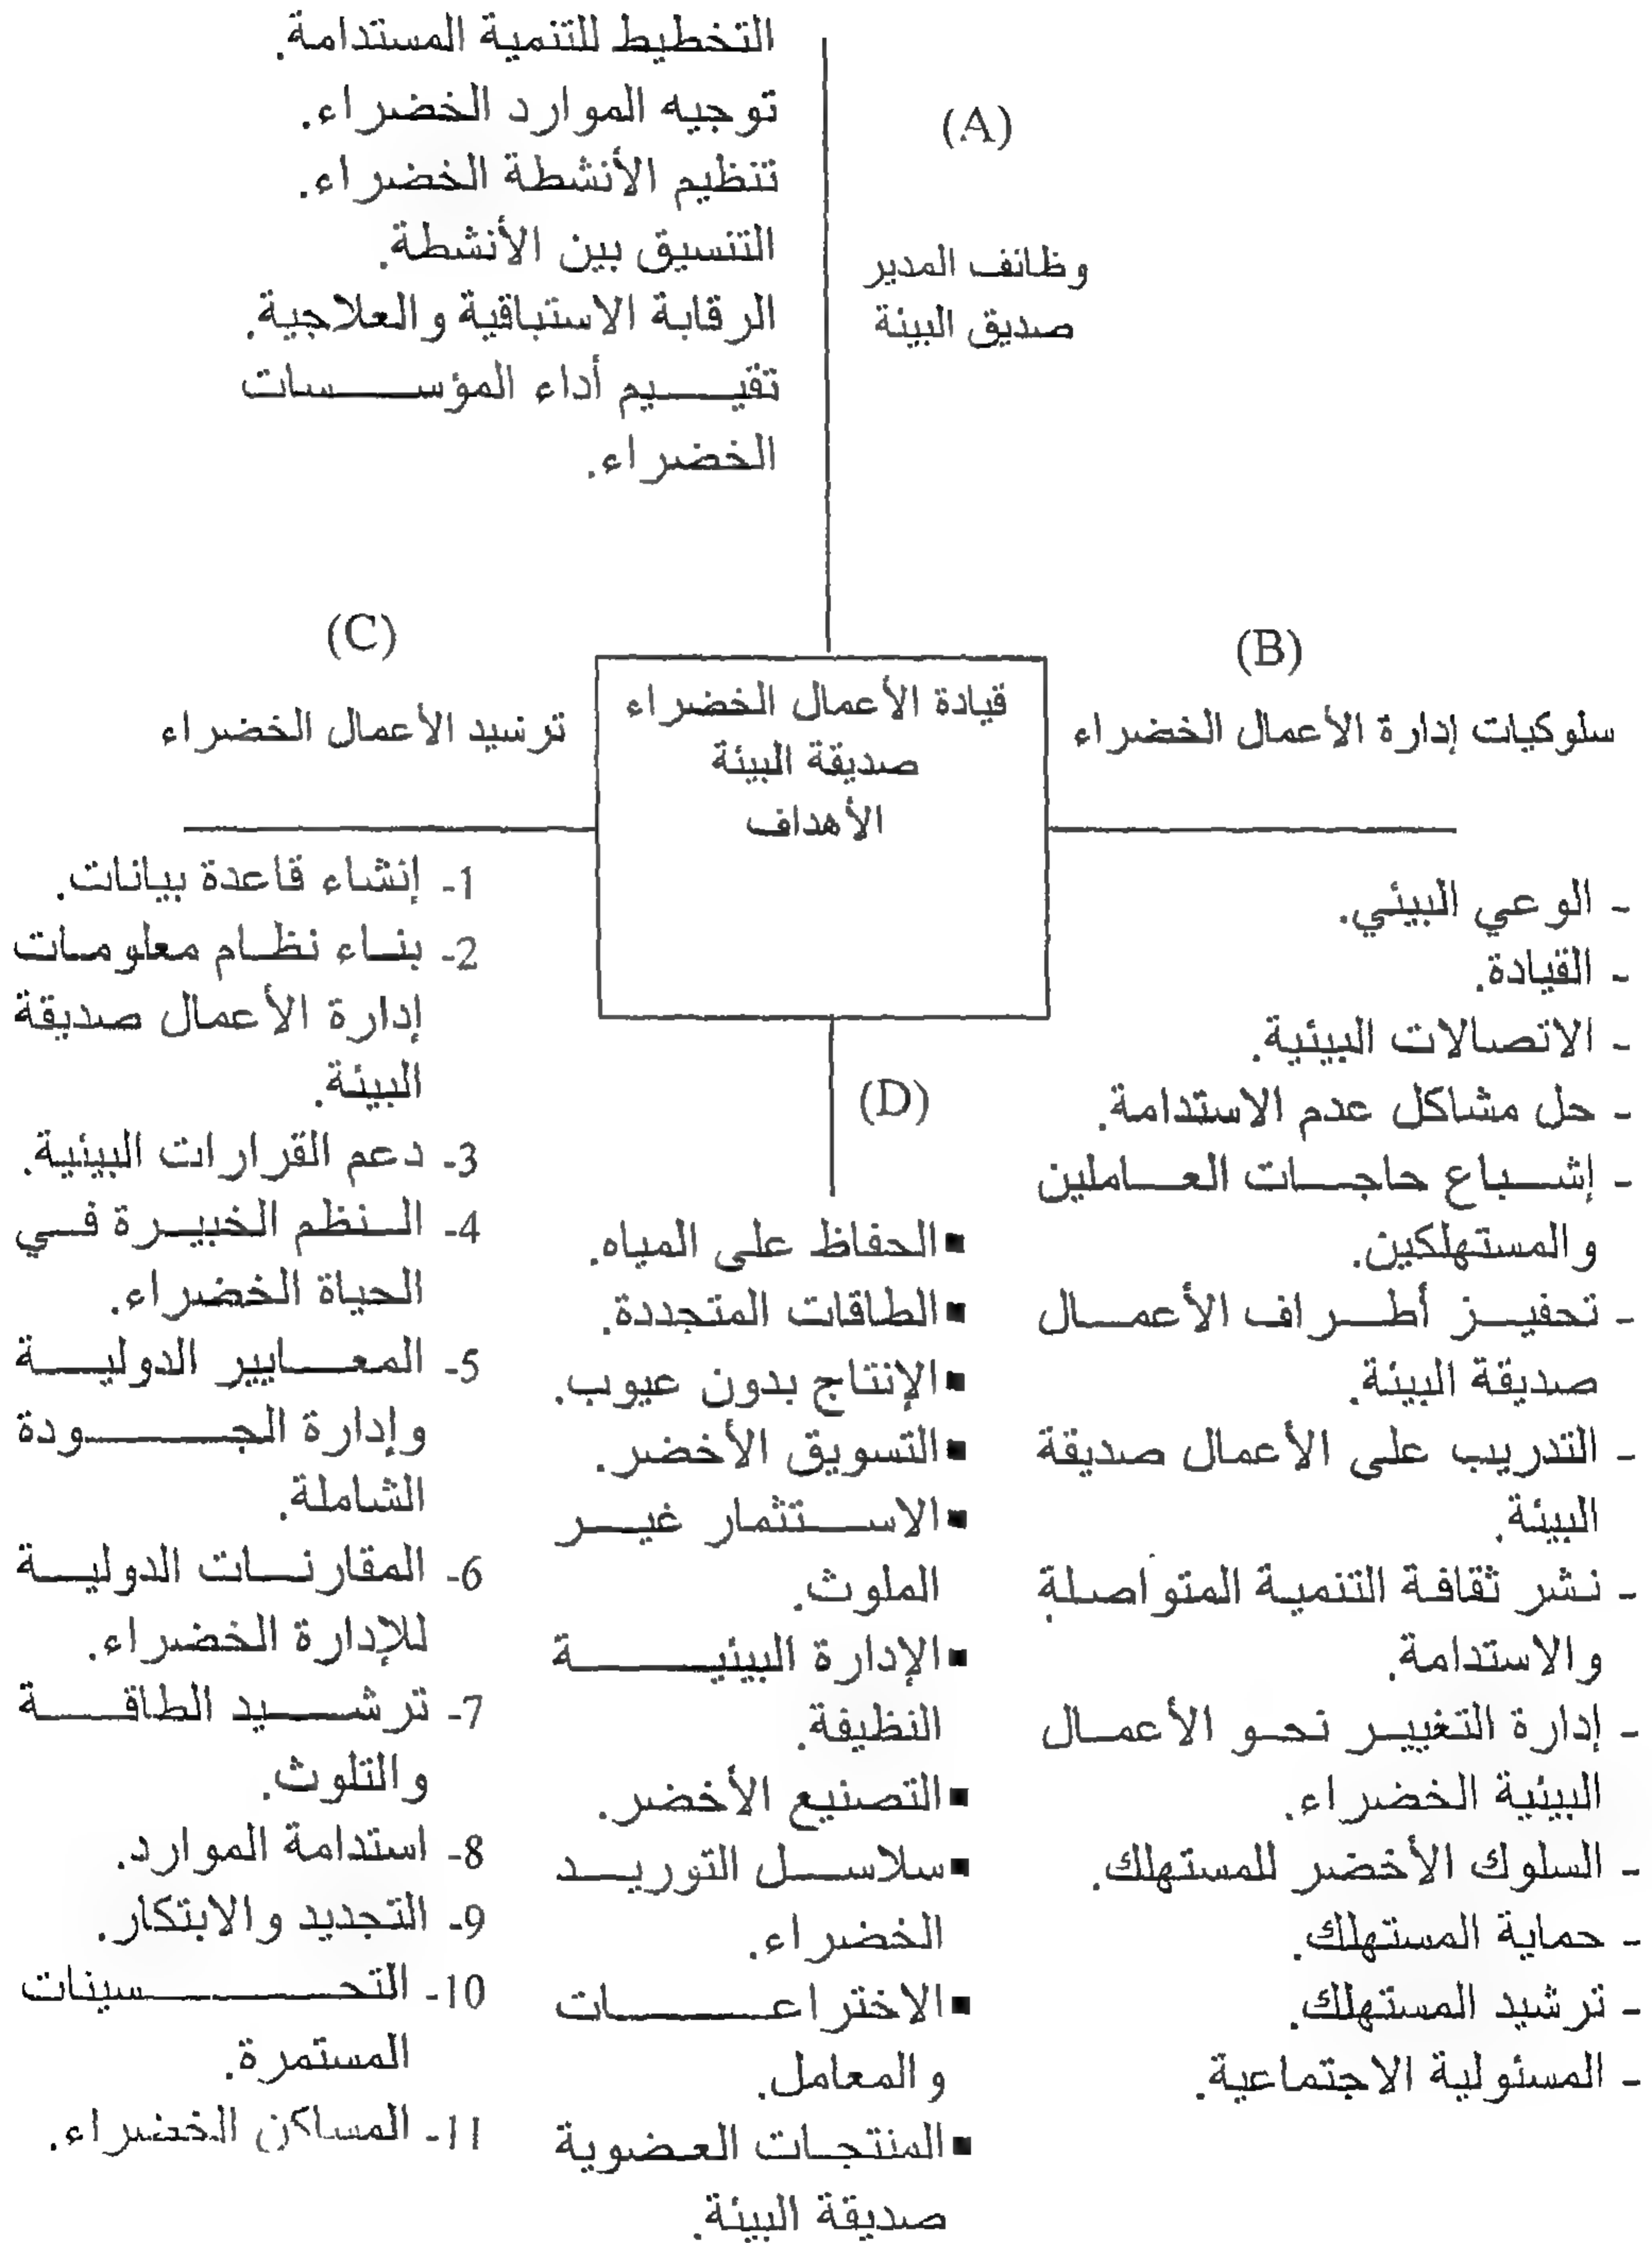 التخطيط للتنمية المستدامة.
توجيه الموارد الخضراء.
تنظيم الأنشطة الخضراء.
التنسيق بين الأنشطة.
الرقابة الاستباقية والعلاجية.
تقييم أداء المؤسسات
الخضراء.
(A)
وظائف المدير
صديق البيئة
قيادة الأعمال الخضراء
صديقة البيئة
الأهداف
(B)
سلوكيات إدارة الأعمال الخضراء
- الوعي البيئي.
- القيادة.
- الاتصالات البيئية.
- حل مشاكل عدم الاستدامة.
- إشباع حاجات العاملين
والمستهلكين.
- تحفيز أطراف الأعمال
صديقة البيئة.
- التدريب على الأعمال صديقة
البيئة.
- نشر ثقافة التنمية المتواصلة
والاستدامة.
- إدارة التغيير نحو الأعمال
البيئية الخضراء.
- السلوك الأخضر للمستهلك.
- حماية المستهلك.
- ترشيد المستهلك.
- المسئولية الاجتماعية.
(D)
▪ الحفاظ على المياه.
▪ الطاقات المتجددة.
▪ الإنتاج بدون عيوب.
▪ التسويق الأخضر.
▪ الاستثمار غير
الملوث.
▪ الإدارة البيئية
النظيفة.
▪ التصنيع الأخضر.
▪ سلاسل التوريد
الخضراء.
▪ الاختراعات
والمعامل.
▪ المنتجات العضوية
صديقة البيئة.
(C)
ترشيد الأعمال الخضراء
1- إنشاء قاعدة بيانات.
2- بناء نظام معلومات
إدارة الأعمال صديقة
البيئة.
3- دعم القرارات البيئية.
4- النظم الخبيرة في
الحياة الخضراء.
5- المعايير الدولية
وإدارة الجودة
الشاملة.
6- المقارنات الدولية
للإدارة الخضراء.
7- ترشيد الطاقة
والتلوث.
8- استدامة الموارد.
9- التجديد والابتكار.
10- التحسينات
المستمرة.
11- المساكن الخضراء.